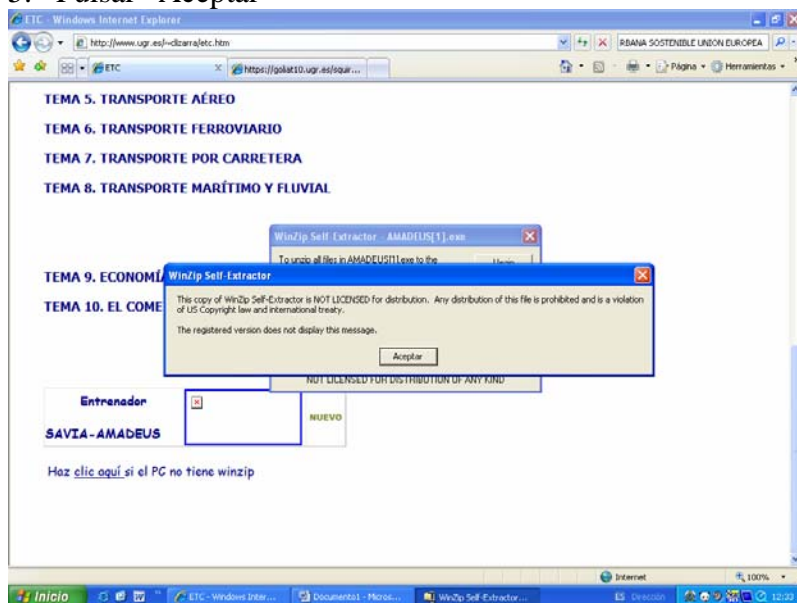 ETC - Windows Internet Explorer
http://www.ugr.es/~dlzarra/etc.htm
RBANA SOSTENIBLE UNION EUROPEA
ETC
https://goliat10.ugr.es/squir...
Página
Herramientas
TEMA 5. TRANSPORTE AÉREO
TEMA 6. TRANSPORTE FERROVIARIO
TEMA 7. TRANSPORTE POR CARRETERA
TEMA 8. TRANSPORTE MARÍTIMO Y FLUVIAL
WinZip Self-Extractor - AMADEUS[1].exe
To unzip all files in AMADEUS[1].exe to the
Unzip
TEMA 9. ECONOMÍA
WinZip Self-Extractor
TEMA 10. EL COME
This copy of WinZip Self-Extractor is NOT LICENSED for distribution. Any distribution of this file is prohibited and is a violation
of US Copyright law and international treaty.
The registered version does not display this message.
Aceptar
NOT LICENSED FOR DISTRIBUTION OF ANY KIND
Entrenador
NUEVO
SAVIA-AMADEUS
Haz clic aquí si el PC no tiene winzip
Internet
100%
Inicio
ETC - Windows Inter...
Documento1 - Micros...
WinZip Self-Extractor...
ES
Dirección
12:33